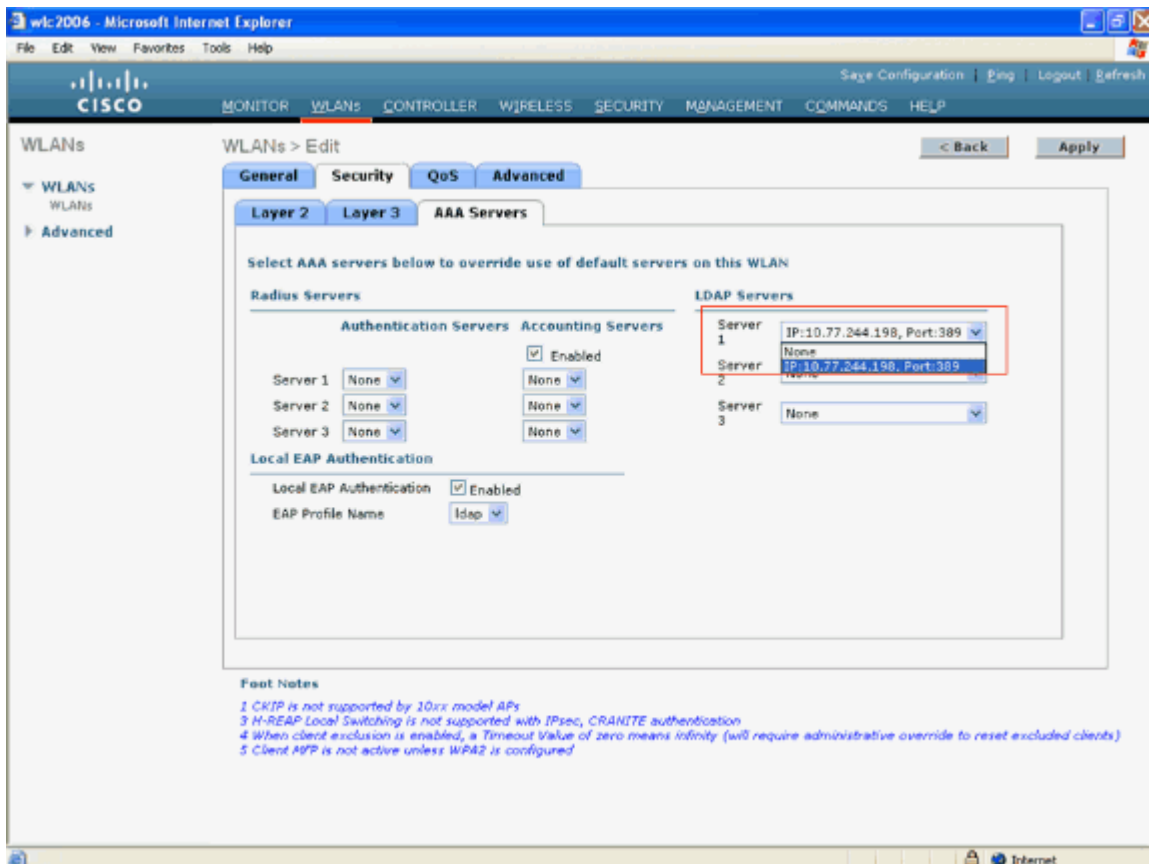 wlc2006 - Microsoft Internet Explorer
File Edit View Favorites Tools Help
Save Configuration | Ping | Logout | Refresh
CISCO
MONITOR WLANs CONTROLLER WIRELESS SECURITY MANAGEMENT COMMANDS HELP
WLANs
WLANs
WLANs
Advanced
WLANs > Edit
< Back Apply
General Security QoS Advanced
Layer 2 Layer 3 AAA Servers
Select AAA servers below to override use of default servers on this WLAN
Radius Servers
Authentication Servers Accounting Servers
Enabled
Server 1 None None
Server 2 None None
Server 3 None None
Local EAP Authentication
Local EAP Authentication Enabled
EAP Profile Name ldap
LDAP Servers
Server 1 IP:10.77.244.198, Port:389
None
IP:10.77.244.198, Port:389
Server 2 None
Server 3 None
Foot Notes
1 CKIP is not supported by 10xx model APs
3 H-REAP Local Switching is not supported with IPsec, CRANITE authentication
4 When client exclusion is enabled, a Timeout Value of zero means infinity (will require administrative override to reset excluded clients)
5 Client MFP is not active unless WPA2 is configured
Internet